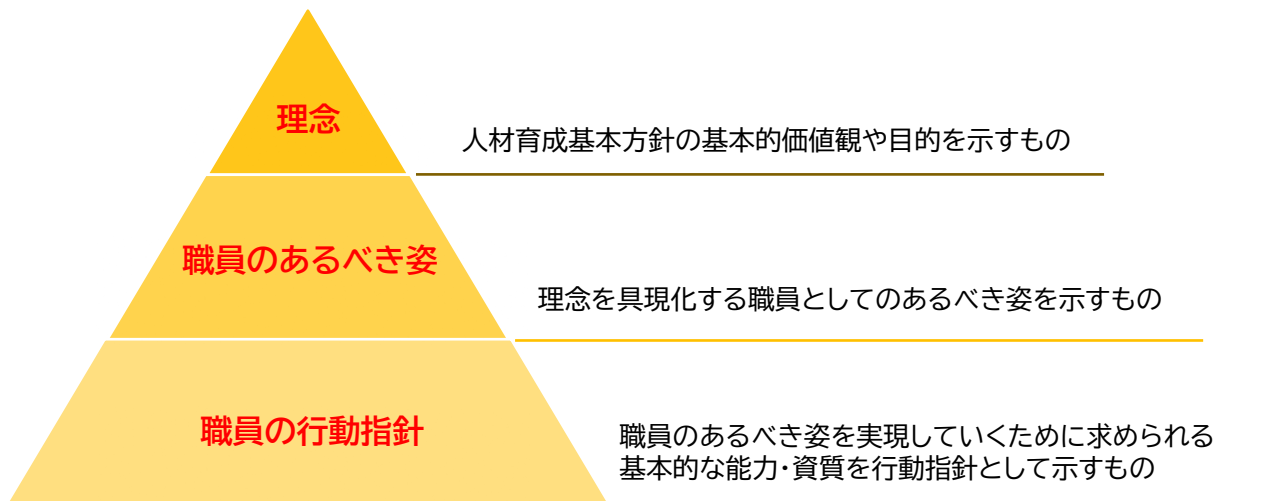 理念
人材育成基本方針の基本的価値観や目的を示すもの
職員のあるべき姿
理念を具現化する職員としてのあるべき姿を示すもの
職員の行動指針
職員のあるべき姿を実現していくために求められる
基本的な能力・資質を行動指針として示すもの